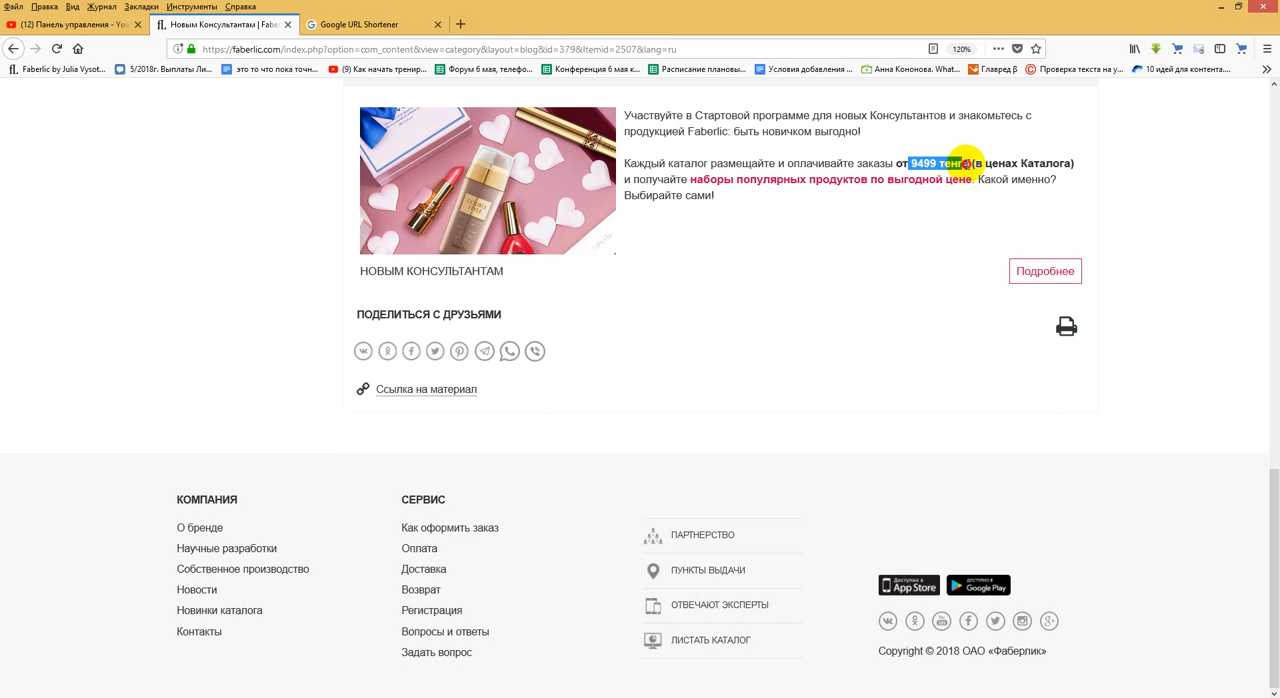 Файл Правка Вид Журнал Закладки Инструменты Справка
(12) Панель управления - You
Новым Консультантам | Faber
Google URL Shortener
https://faberlic.com/index.php?option=com_content&view=category&layout=blog&id=379&Itemid=2507&lang=ru
120%
Faberlic by Julia Vysot...
5/2018г. Выплаты Ли...
это то что пока точн...
(9) Как начать тренир...
Форум 6 мая, телефо...
Конференция 6 мая к...
Расписание плановы...
Условия добавления ...
Анна Кононова. What...
Главред β
Проверка текста на у...
10 идей для контента....
Участвуйте в Стартовой программе для новых Консультантов и знакомьтесь с
продукцией Faberlic: быть новичком выгодно!
Каждый каталог размещайте и оплачивайте заказы от 9499 тенге (в ценах Каталога)
и получайте наборы популярных продуктов по выгодной цене. Какой именно?
Выбирайте сами!
НОВЫМ КОНСУЛЬТАНТАМ
Подробнее
ПОДЕЛИТЬСЯ С ДРУЗЬЯМИ
Ссылка на материал
КОМПАНИЯ
О бренде
Научные разработки
Собственное производство
Новости
Новинки каталога
Контакты
СЕРВИС
Как оформить заказ
Оплата
Доставка
Возврат
Регистрация
Вопросы и ответы
Задать вопрос
ПАРТНЕРСТВО
ПУНКТЫ ВЫДАЧИ
ОТВЕЧАЮТ ЭКСПЕРТЫ
ЛИСТАТЬ КАТАЛОГ
Доступно в
App Store
ДОСТУПНО В
Google Play
Copyright © 2018 ОАО «Фаберлик»